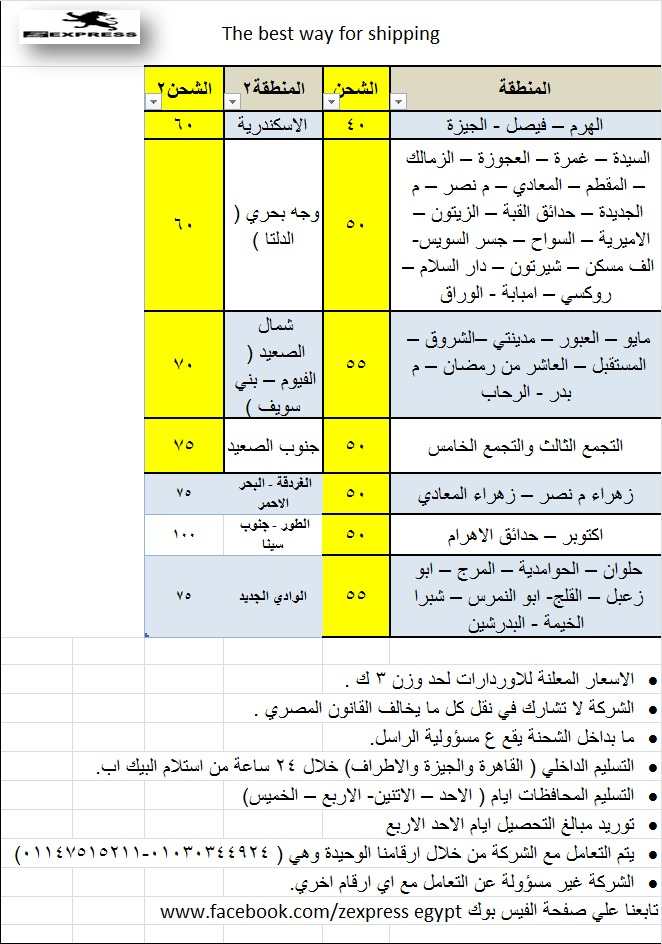 ZEXPRESS
The best way for shipping
المنطقة الشحن المنطقة٢ الشحن٢
الهرم – فيصل - الجيزة ٤٠ الاسكندرية ٦٠
السيدة – غمرة – العجوزة – الزمالك
– المقطم – المعادي – م نصر – م
الجديدة – حدائق القبة – الزيتون –
الاميرية – السواح – جسر السويس-
الف مسكن – شيرتون – دار السلام –
روكسي – امبابة - الوراق
٥٠
وجه بحري (
الدلتا )
٦٠
مايو – العبور – مدينتي –الشروق –
المستقبل – العاشر من رمضان – م
بدر - الرحاب
٥٥
شمال
الصعيد (
الفيوم – بني
سويف )
٧٠
التجمع الثالث والتجمع الخامس ٥٠ جنوب الصعيد ٧٥
زهراء م نصر – زهراء المعادي ٥٠
الغردقة - البحر
الاحمر
٧٥
اكتوبر – حدائق الاهرام ٥٠
الطور - جنوب
سينا
١٠٠
حلوان – الحوامدية – المرج – ابو
زعبل – القلج- ابو النمرس – شبرا
الخيمة - البدرشين
٥٥
الوادي الجديد
٧٥
● الاسعار المعلنة للاوردارات لحد وزن ٣ ك .
● الشركة لا تشارك في نقل كل ما يخالف القانون المصري .
● ما بداخل الشحنة يقع ع مسؤولية الراسل.
● التسليم الداخلي ( القاهرة والجيزة والاطراف) خلال ٢٤ ساعة من استلام البيك اب.
● التسليم المحافظات ايام ( الاحد – الاتنين- الاربع – الخميس)
● توريد مبالغ التحصيل ايام الاحد الاربع
● يتم التعامل مع الشركة من خلال ارقامنا الوحيدة وهي ( ٠١٠٣٠٣٤٤٩٢٤-٠١١٤٧٥١٥٢١١)
● الشركة غير مسؤولة عن التعامل مع اي ارقام اخري.
تابعنا علي صفحة الفيس بوك www.facebook.com/zexpress egypt